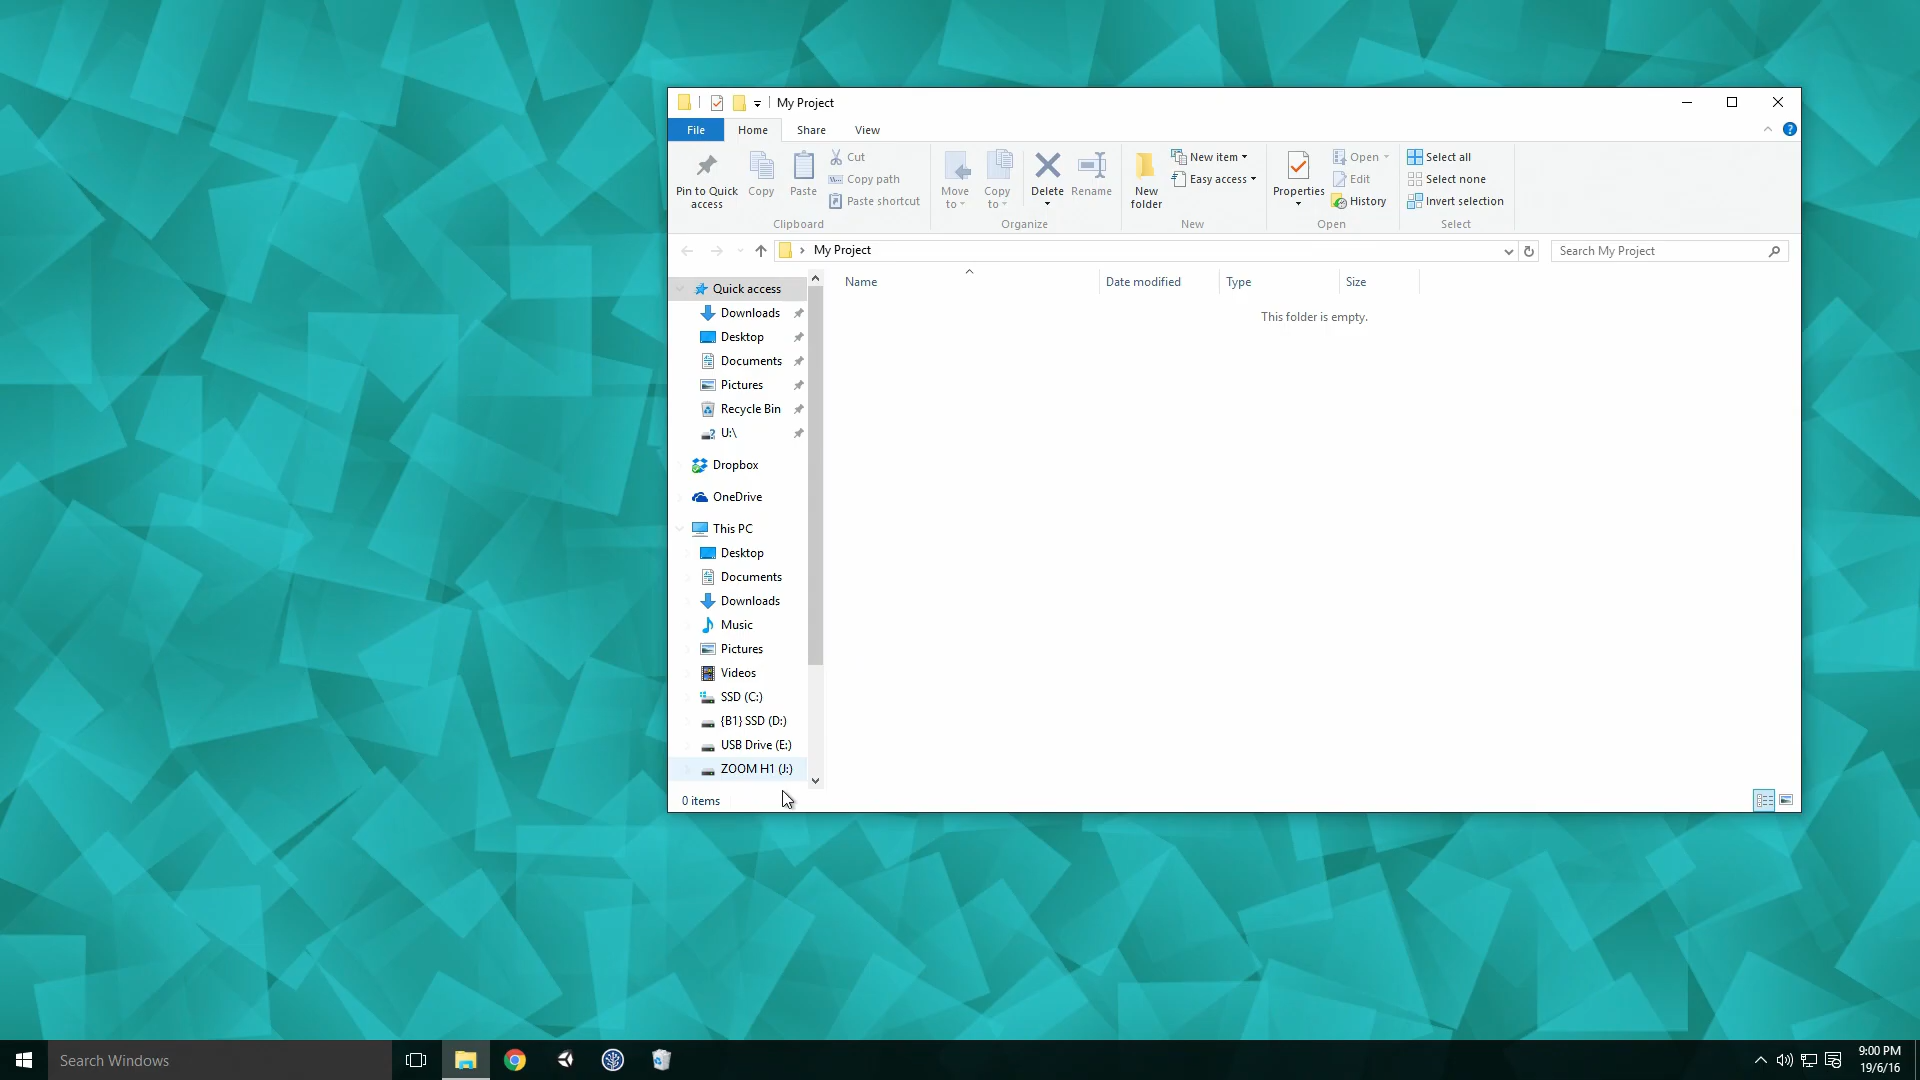 My Project
File Home Share View
Pin to Quick access
Copy
Paste
Cut
Copy path
Paste shortcut
Clipboard
Move to
Copy to
Delete
Rename
Organize
New folder
New item
Easy access
New
Properties
Open
Edit
History
Open
Select all
Select none
Invert selection
Select
My Project
Search My Project
Name Date modified Type Size
This folder is empty.
Quick access
Downloads
Desktop
Documents
Pictures
Recycle Bin
U:\
Dropbox
OneDrive
This PC
Desktop
Documents
Downloads
Music
Pictures
Videos
SSD (C:)
{B1} SSD (D:)
USB Drive (E:)
ZOOM H1 (J:)
0 items
Search Windows
9:00 PM
19/6/16